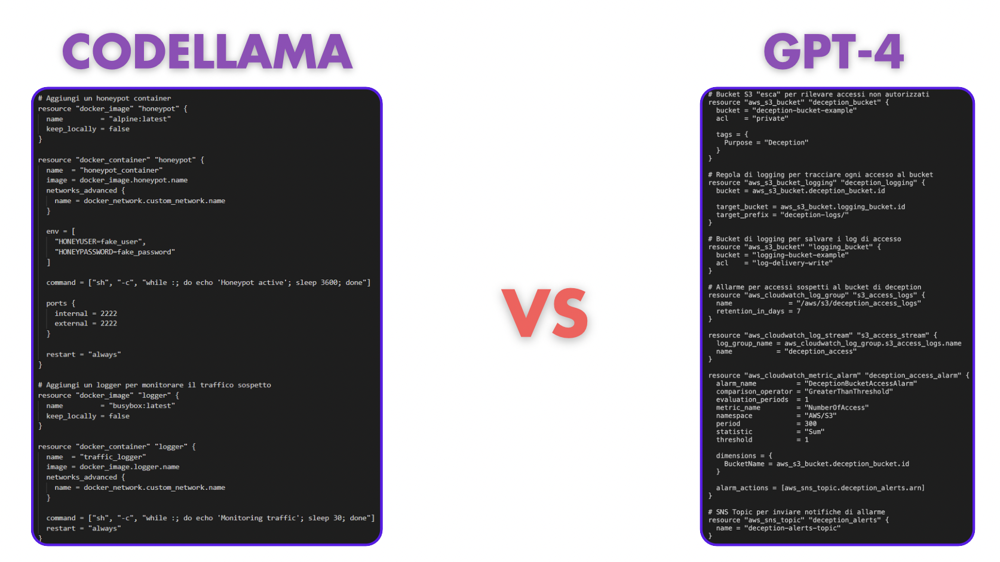 CODELLAMA
# Aggiungi un honeypot container
resource "docker_image" "honeypot" {
  name         = "alpine:latest"
  keep_locally = false
}

resource "docker_container" "honeypot" {
  name  = "honeypot_container"
  image = docker_image.honeypot.name
  networks_advanced {
    name = docker_network.custom_network.name
  }

  env = [
    "HONEYUSER=fake_user",
    "HONEYPASSWORD=fake_password"
  ]

  command = ["sh", "-c", "while :; do echo 'Honeypot active'; sleep 3600; done"]

  ports {
    internal = 2222
    external = 2222
  }

  restart = "always"
}

# Aggiungi un logger per monitorare il traffico sospetto
resource "docker_image" "logger" {
  name         = "busybox:latest"
  keep_locally = false
}

resource "docker_container" "logger" {
  name  = "traffic_logger"
  image = docker_image.logger.name
  networks_advanced {
    name = docker_network.custom_network.name
  }

  command = ["sh", "-c", "while :; do echo 'Monitoring traffic'; sleep 30; done"]
  restart = "always"
}
VS
GPT-4
# Bucket S3 "esca" per rilevare accessi non autorizzati
resource "aws_s3_bucket" "deception_bucket" {
  bucket = "deception-bucket-example"
  acl    = "private"

  tags = {
    Purpose = "Deception"
  }
}

# Regola di logging per tracciare ogni accesso al bucket
resource "aws_s3_bucket_logging" "deception_logging" {
  bucket = aws_s3_bucket.deception_bucket.id

  target_bucket = aws_s3_bucket.logging_bucket.id
  target_prefix = "deception-logs/"
}

# Bucket di logging per salvare i log di accesso
resource "aws_s3_bucket" "logging_bucket" {
  bucket = "logging-bucket-example"
  acl    = "log-delivery-write"
}

# Allarme per accessi sospetti al bucket di deception
resource "aws_cloudwatch_log_group" "s3_access_logs" {
  name              = "/aws/s3/deception_access_logs"
  retention_in_days = 7
}

resource "aws_cloudwatch_log_stream" "s3_access_stream" {
  log_group_name = aws_cloudwatch_log_group.s3_access_logs.name
  name           = "deception_access"
}

resource "aws_cloudwatch_metric_alarm" "deception_access_alarm" {
  alarm_name          = "DeceptionBucketAccessAlarm"
  comparison_operator = "GreaterThanThreshold"
  evaluation_periods  = 1
  metric_name         = "NumberOfAccess"
  namespace           = "AWS/S3"
  period              = 300
  statistic           = "Sum"
  threshold           = 1

  dimensions = {
    BucketName = aws_s3_bucket.deception_bucket.id
  }

  alarm_actions = [aws_sns_topic.deception_alerts.arn]
}

# SNS Topic per inviare notifiche di allarme
resource "aws_sns_topic" "deception_alerts" {
  name = "deception-alerts-topic"
}